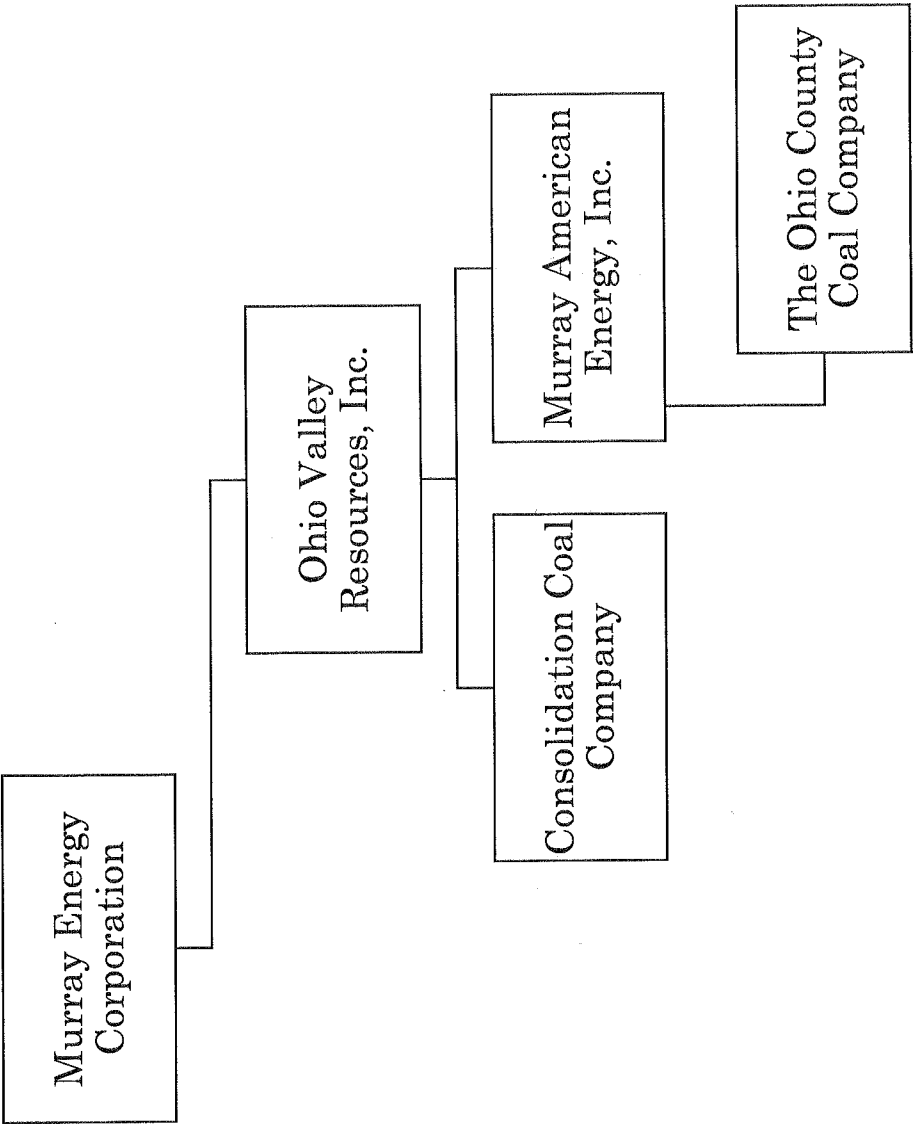 Murray Energy
Corporation
Ohio Valley
Resources, Inc.
Consolidation Coal
Company
Murray American
Energy, Inc.
The Ohio County
Coal Company